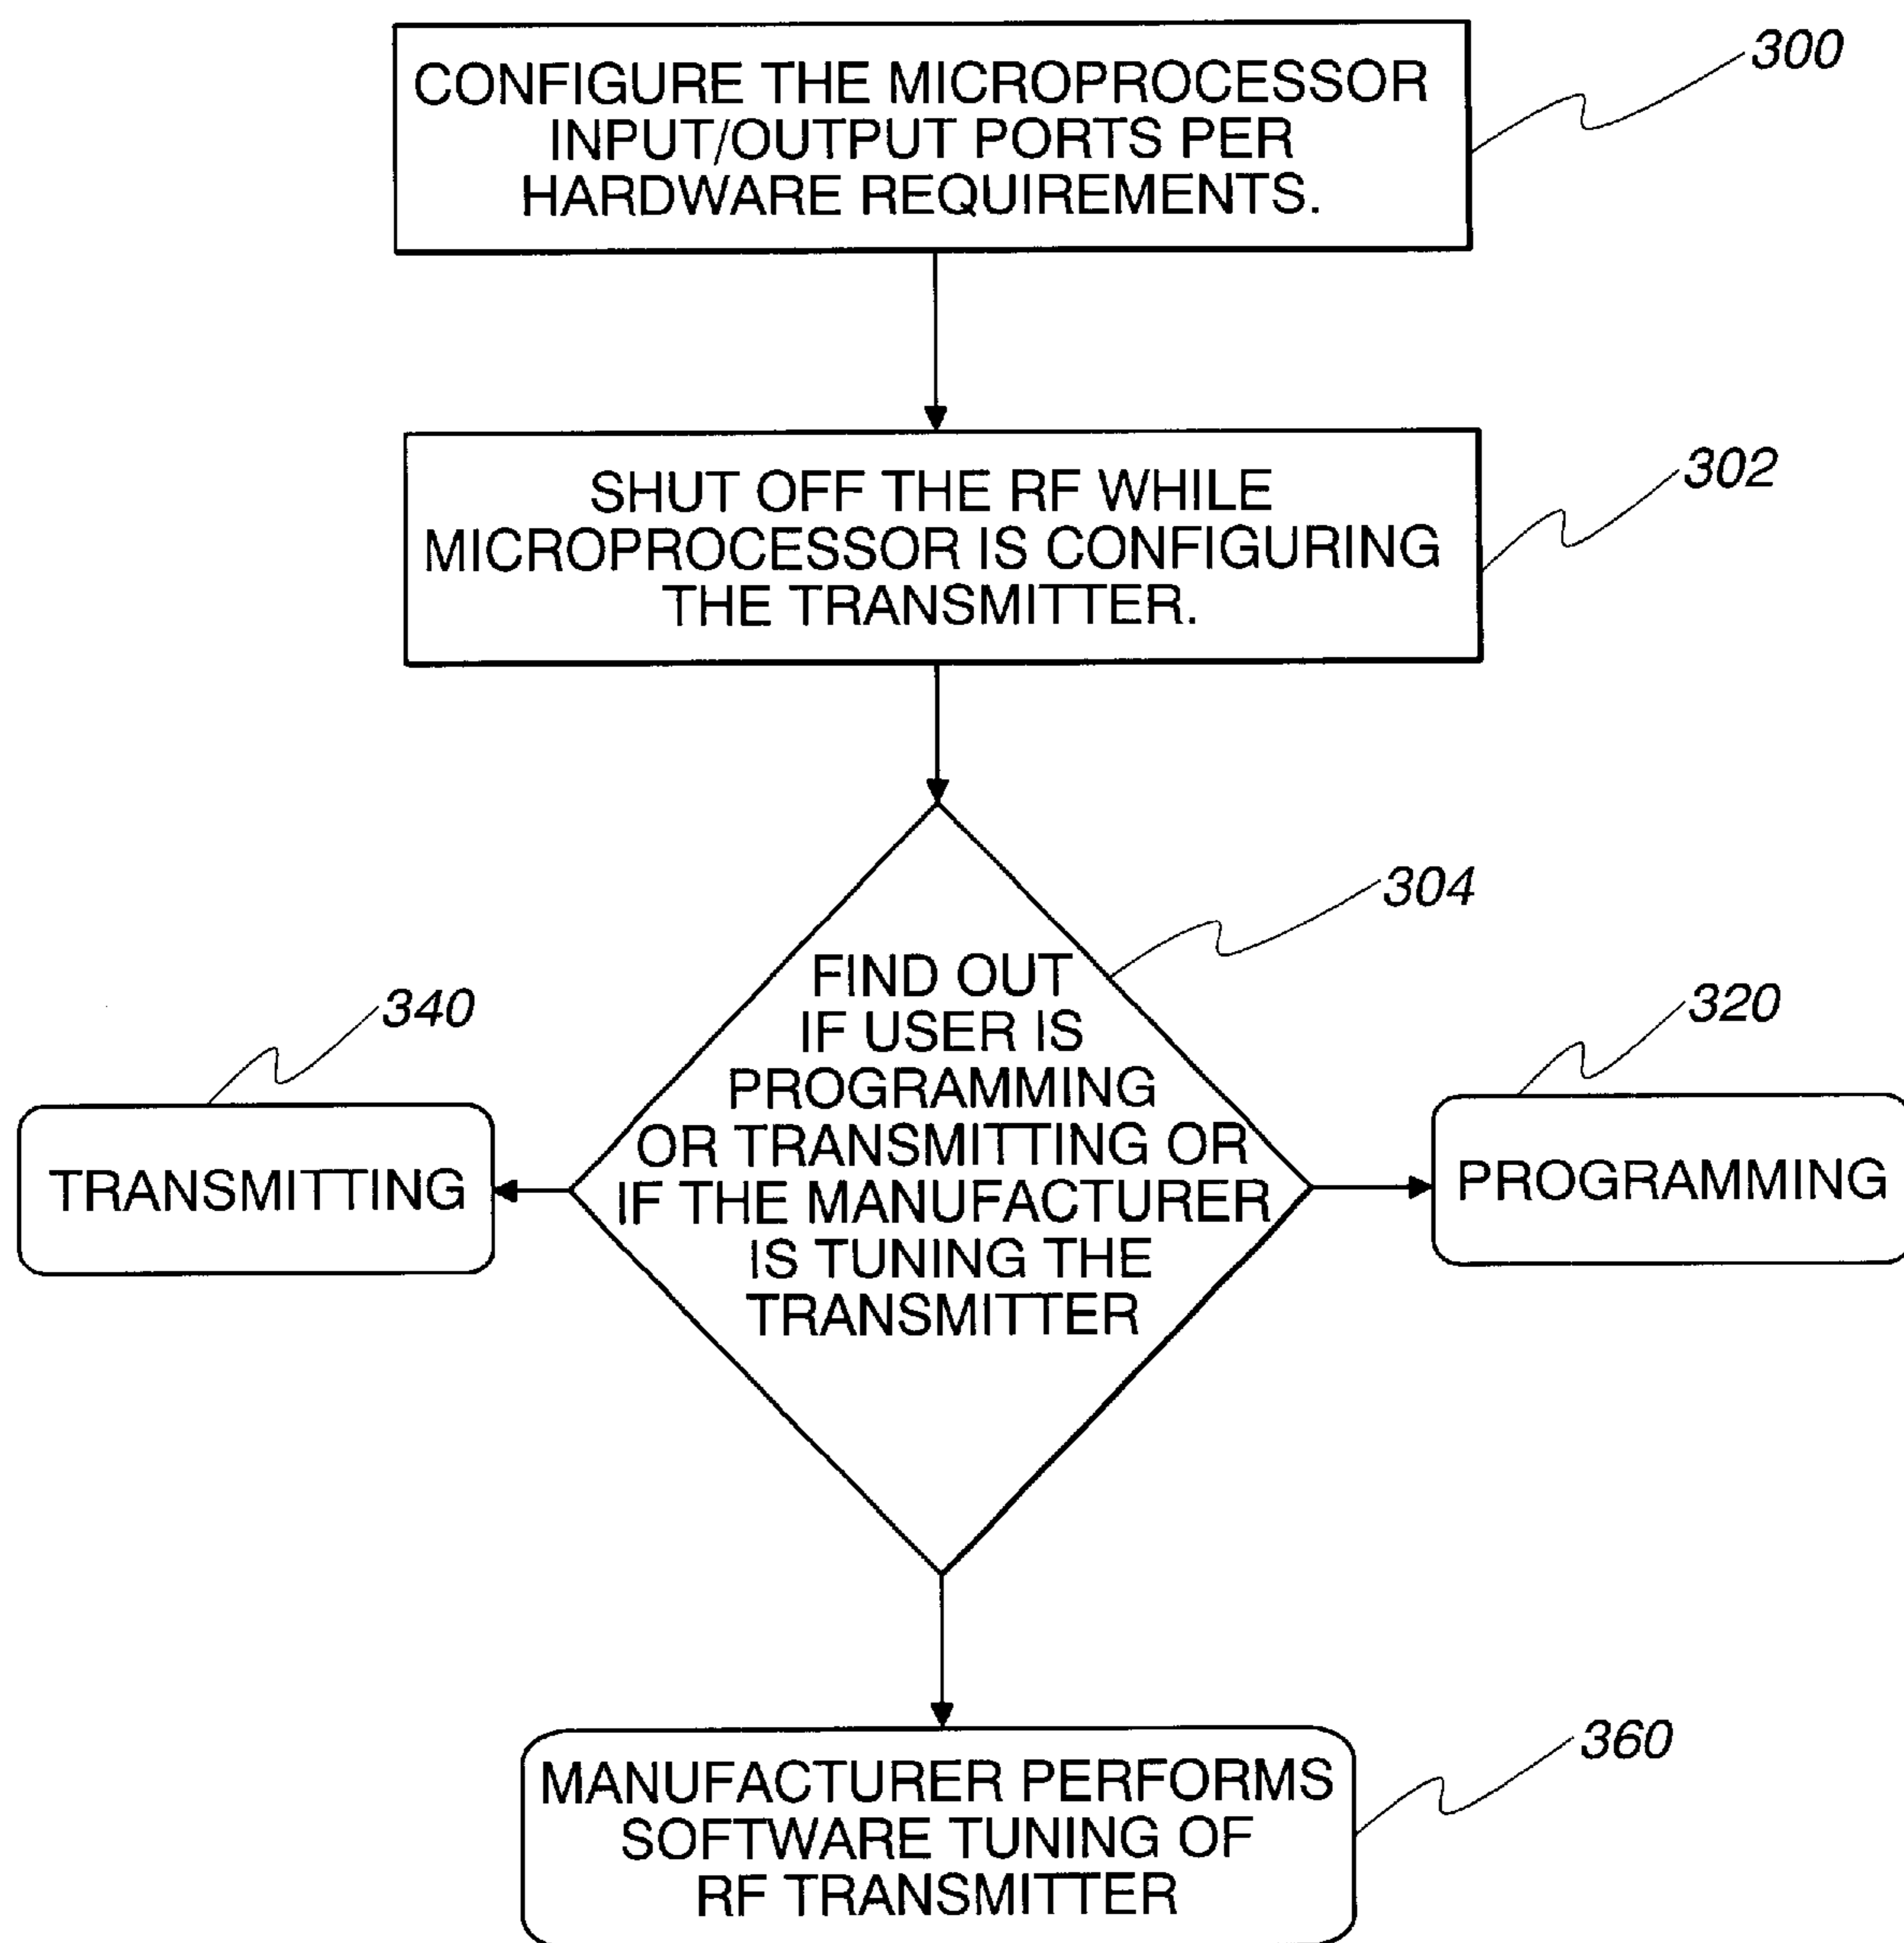 CONFIGURE THE MICROPROCESSOR
INPUT/OUTPUT PORTS PER
HARDWARE REQUIREMENTS.
300
SHUT OFF THE RF WHILE
MICROPROCESSOR IS CONFIGURING
THE TRANSMITTER.
302
304
FIND OUT
IF USER IS
PROGRAMMING
OR TRANSMITTING OR
IF THE MANUFACTURER
IS TUNING THE
TRANSMITTER
340
TRANSMITTING
320
PROGRAMMING
360
MANUFACTURER PERFORMS
SOFTWARE TUNING OF
RF TRANSMITTER